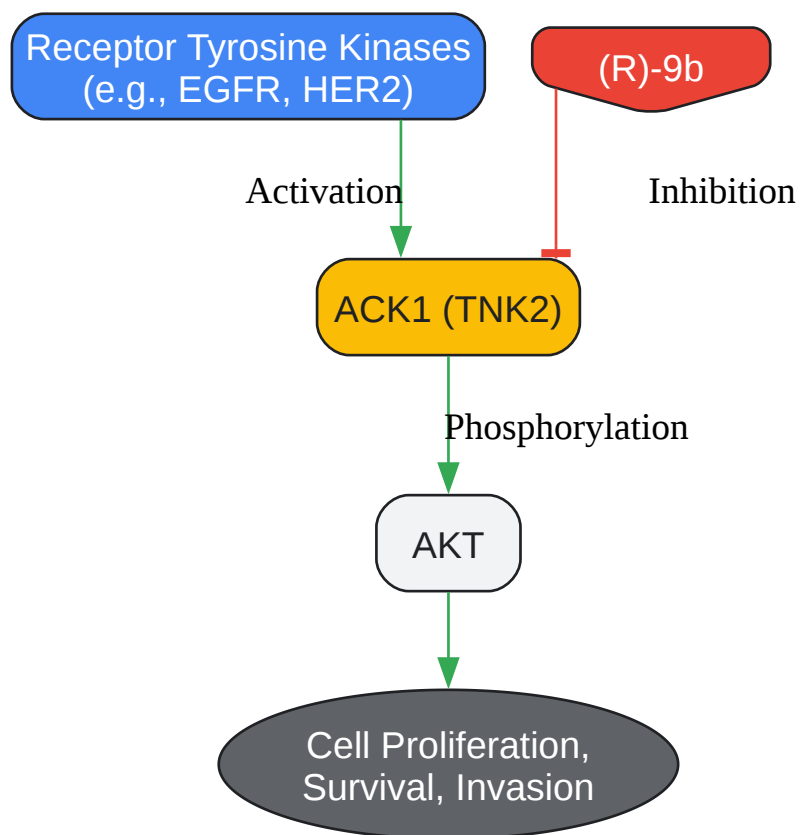 Receptor Tyrosine Kinases
(e.g., EGFR, HER2)
(R)-9b
Activation
Inhibition
ACK1 (TNK2)
Phosphorylation
AKT
Cell Proliferation,
Survival, Invasion